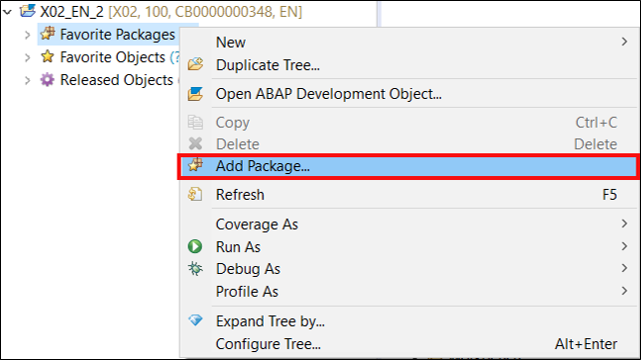 X02_EN_2 [X02, 100, CB0000000348, EN]
Favorite Packages
Favorite Objects (?
Released Objects
New
Duplicate Tree...
Open ABAP Development Object...
Copy Ctrl+C
Delete Delete
Add Package...
Refresh F5
Coverage As
Run As
Debug As
Profile As
Expand Tree by...
Configure Tree... Alt+Enter